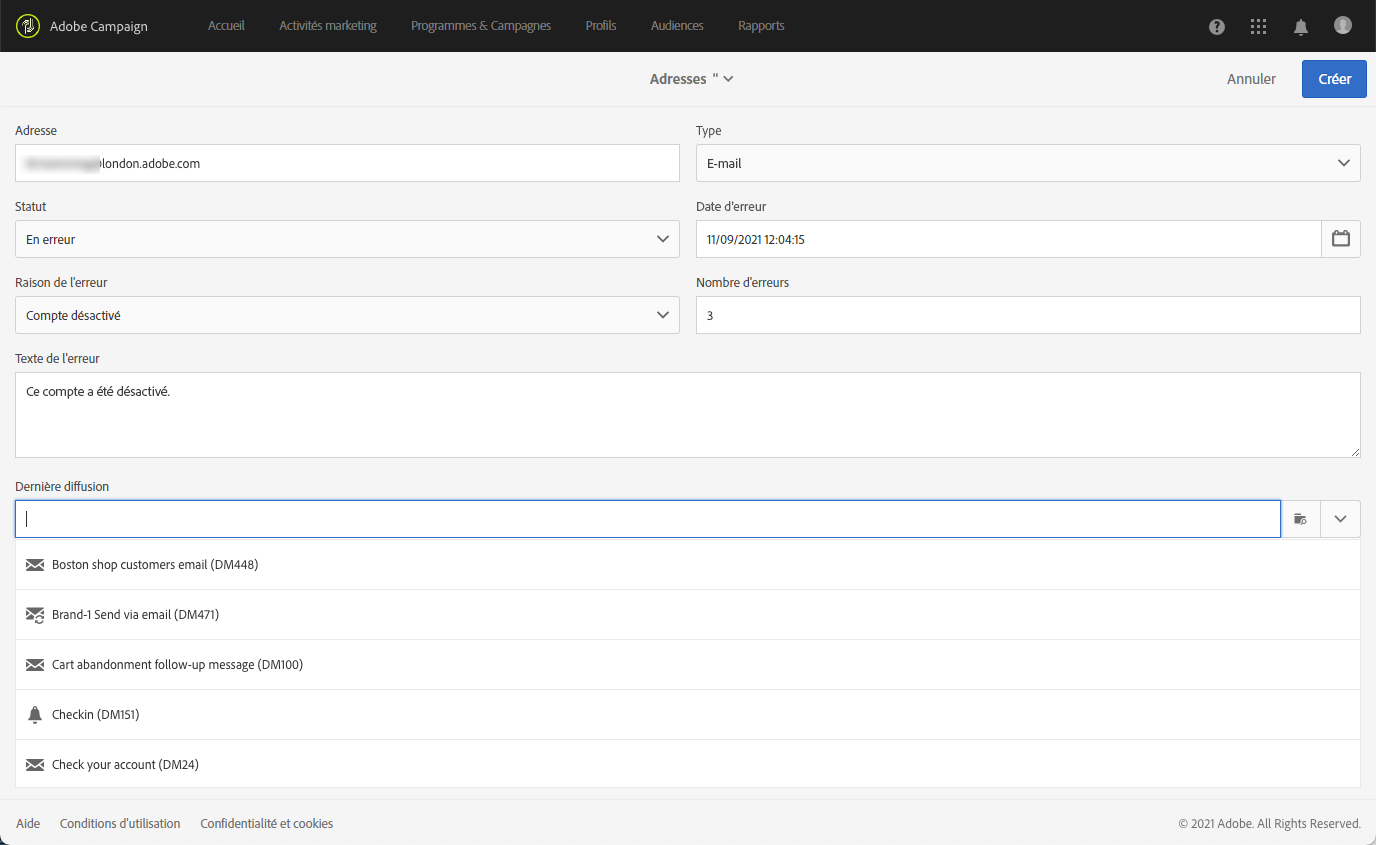 Adobe Campaign Accueil Activités marketing Programmes & Campagnes Profils Audiences Rapports
Adresses " Annuler Créer
Adresse Type
london.adobe.com E-mail
Statut Date d'erreur
En erreur 11/09/2021 12:04:15
Raison de l'erreur Nombre d'erreurs
Compte désactivé 3
Texte de l'erreur
Ce compte a été désactivé.
Dernière diffusion
Boston shop customers email (DM448)
Brand-1 Send via email (DM471)
Cart abandonment follow-up message (DM100)
Checkin (DM151)
Check your account (DM24)
Aide Conditions d'utilisation Confidentialité et cookies © 2021 Adobe. All Rights Reserved.